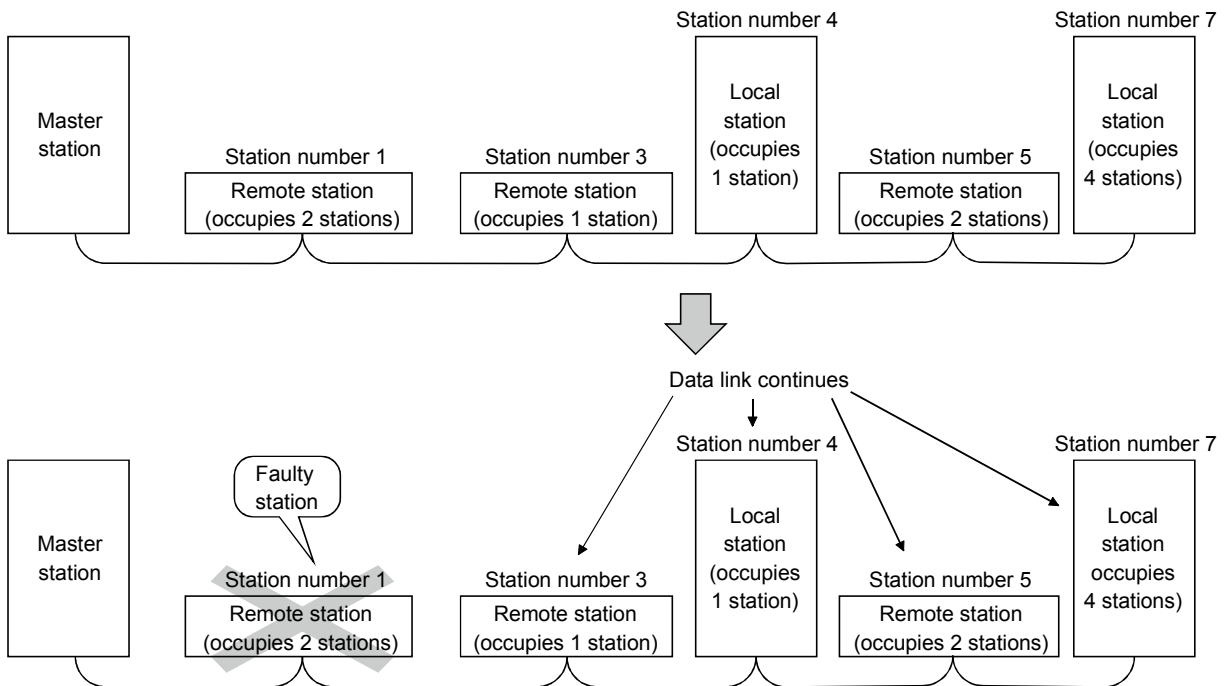 Station number 4
Station number 7
Master
station
Local
station
(occupies
1 station)
Local
station
(occupies
4 stations)
Station number 1
Station number 3
Station number 5
Remote station
(occupies 2 stations)
Remote station
(occupies 1 station)
Remote station
(occupies 2 stations)
Data link continues
Station number 4
Station number 7
Faulty
station
Master
station
Local
station
(occupies
1 station)
Local
station
occupies
4 stations)
Station number 1
Station number 3
Station number 5
Remote station
(occupies 2 stations)
Remote station
(occupies 1 station)
Remote station
(occupies 2 stations)